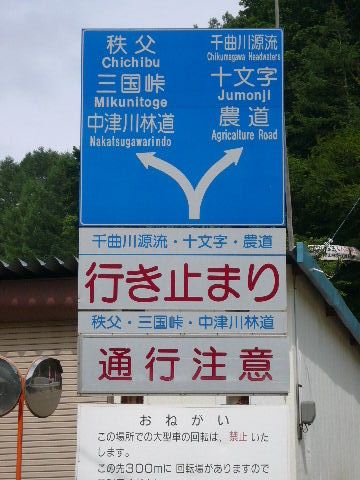 秩父
Chichibu
三国峠
Mikunitoge
中津川林道
Nakatsugawarindo
千曲川源流
Chikumagawa Headwaters
十文字
Jumonji
農道
Agriculture Road
千曲川源流・十文字・農道
行き止まり
秩父・三国峠・中津川林道
通行注意
おねがい
この場所での大型車の回転は、禁止いた
します。
この先300mに回転場がありますので